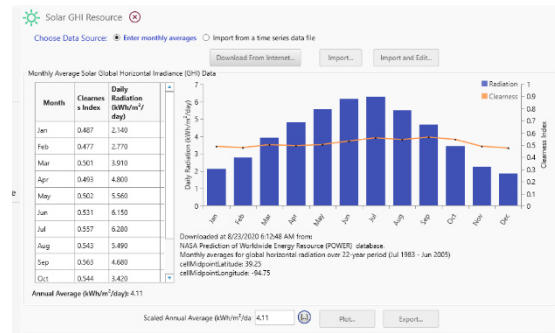 Solar GHI Resource
Choose Data Source: Enter monthly averages Import from a time series data file
Download From Internet... Import... Import and Edit...
Monthly Average Solar Global Horizontal Irradiance (GHI) Data
Month Clearnes s Index Daily Radiation (kWh/m²/ day)
Jan 0.487 2.140
Feb 0.477 2.770
Mar 0.501 3.910
Apr 0.493 4.800
May 0.502 5.560
Jun 0.531 6.150
Jul 0.557 6.280
Aug 0.543 5.490
Sep 0.563 4.680
Oct 0.544 3.420
Radiation
Clearness
Daily Radiation (kWh/m²/day)
7
6
5
4
3
2
1
0
Jan Feb Mar Apr May Jun Jul Aug Sep Oct Nov Dec
1
0.9
0.8
0.7
0.6
0.5
0.4
0.3
0.2
0.1
0
Clearness Index
Downloaded at 8/23/2020 6:12:48 AM from:
NASA Prediction of Worldwide Energy Resource (POWER) database.
Monthly averages for global horizontal radiation over 22-year period (Jul 1983 - Jun 2005)
cellMidpointLatitude: 39.25
cellMidpointLongitude: -94.75
Annual Average (kWh/m²/day): 4.11
Scaled Annual Average (kWh/m²/da 4.11 Plot... Export...
e